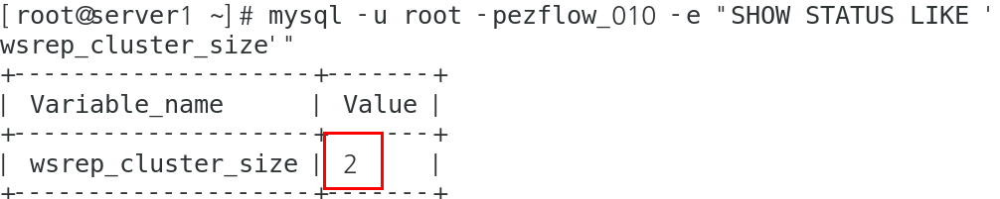 [root@server1 ~]# mysql -u root -pezflow_010 -e "SHOW STATUS LIKE '
wsrep_cluster_size'"
+--------------------+-------+
| Variable_name      | Value |
+--------------------+-------+
| wsrep_cluster_size | 2     |
+--------------------+-------+